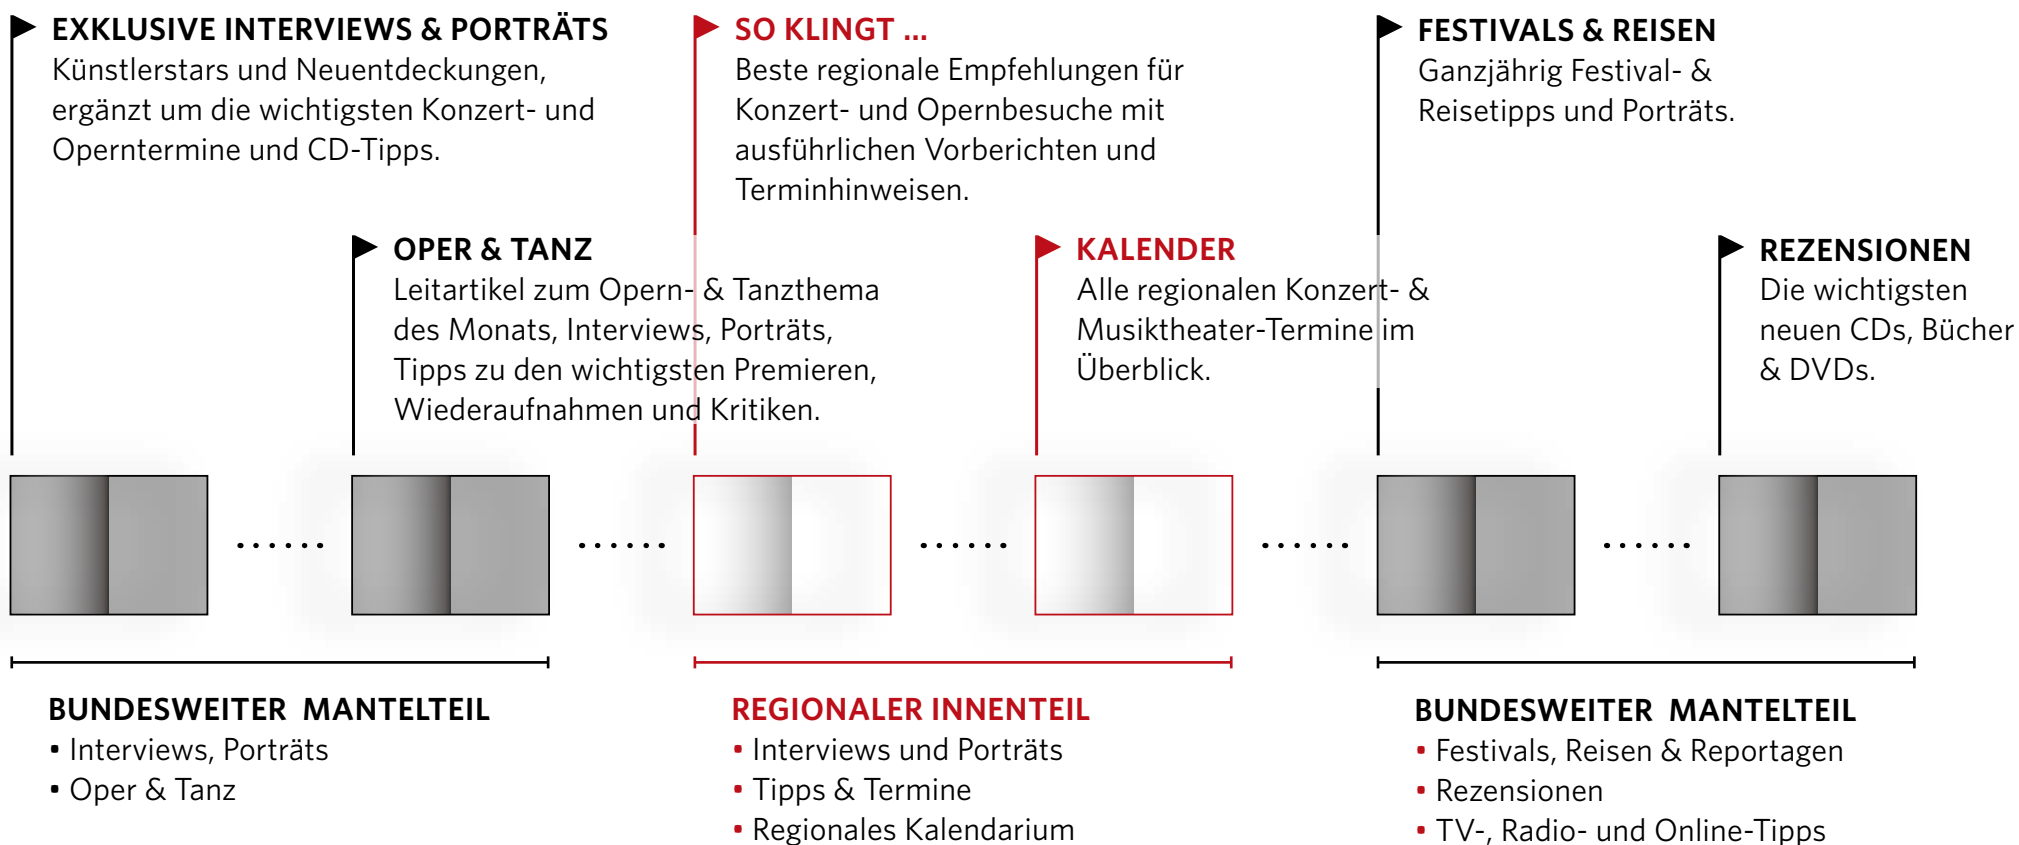 EXKLUSIVE INTERVIEWS & PORTRÄTS
Künstlerstars und Neuentdeckungen,
ergänzt um die wichtigsten Konzert- und
Operntermine und CD-Tipps.
SO KLINGT ...
Beste regionale Empfehlungen für
Konzert- und Opernbesuche mit
ausführlichen Vorberichten und
Terminhinweisen.
FESTIVALS & REISEN
Ganzjährig Festival- &
Reisetipps und Porträts.
OPER & TANZ
Leitartikel zum Opern- & Tanzthema
des Monats, Interviews, Porträts,
Tipps zu den wichtigsten Premieren,
Wiederaufnahmen und Kritiken.
KALENDER
Alle regionalen Konzert- &
Musiktheater-Termine im
Überblick.
REZENSIONEN
Die wichtigsten
neuen CDs, Bücher
& DVDs.
BUNDESWEITER MANTELTEIL
• Interviews, Porträts
• Oper & Tanz
REGIONALER INNENTEIL
• Interviews und Porträts
• Tipps & Termine
• Regionales Kalendarium
BUNDESWEITER MANTELTEIL
• Festivals, Reisen & Reportagen
• Rezensionen
• TV-, Radio- und Online-Tipps